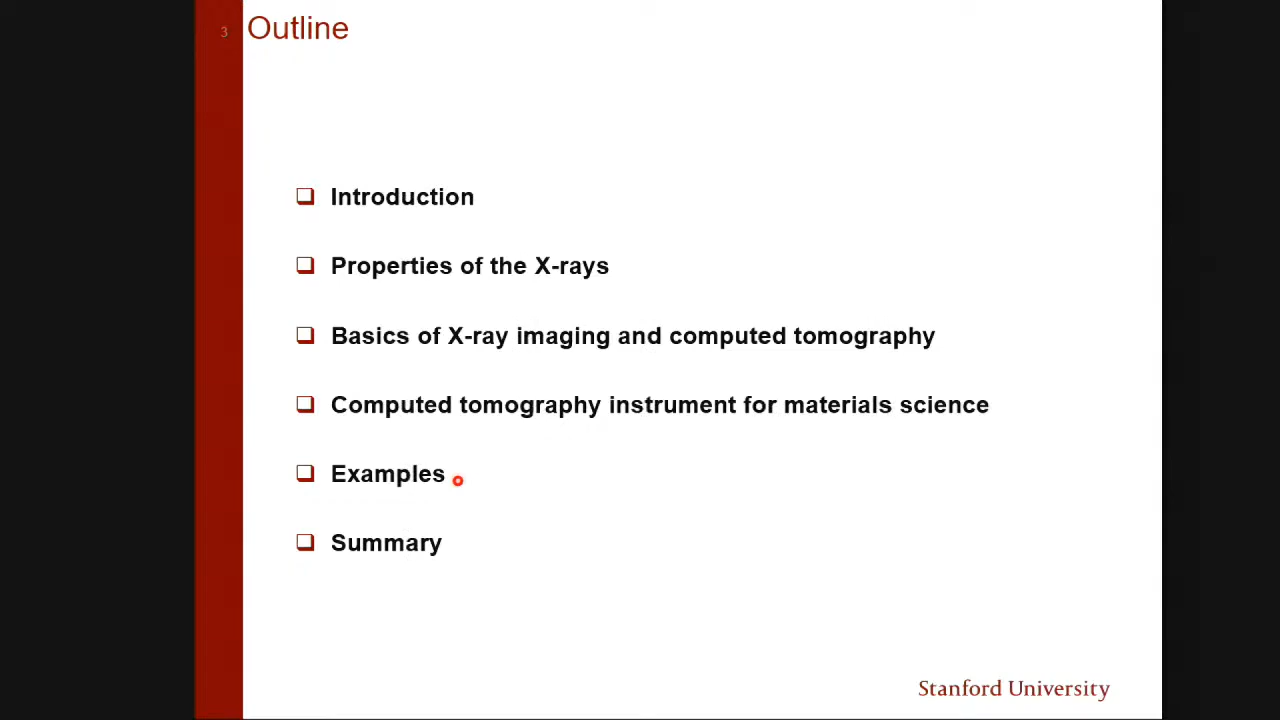 3 Outline
Introduction
Properties of the X-rays
Basics of X-ray imaging and computed tomography
Computed tomography instrument for materials science
Examples
Summary
Stanford University